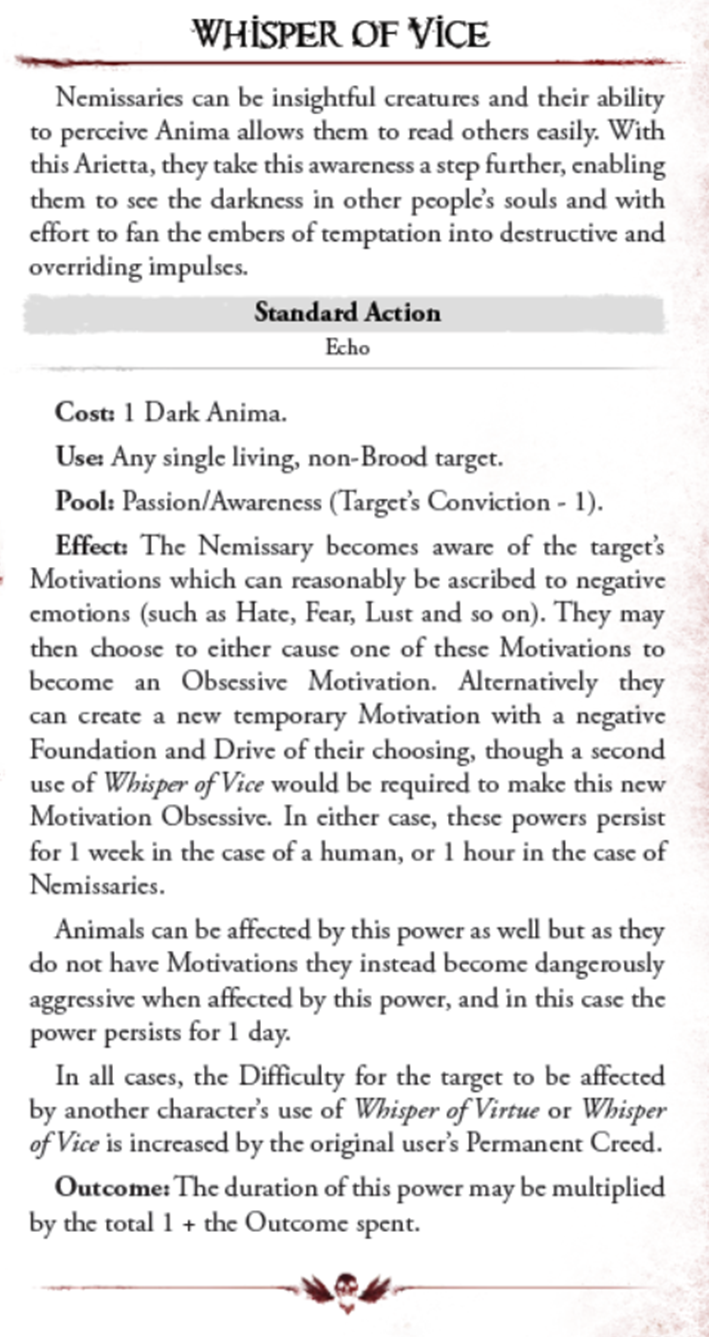 WHISPER OF VICE
Nemissaries can be insightful creatures and their ability
to perceive Anima allows them to read others easily. With
this Arietta, they take this awareness a step further, enabling
them to see the darkness in other people's souls and with
effort to fan the embers of temptation into destructive and
overriding impulses.
Standard Action
Echo
Cost: 1 Dark Anima.
Use: Any single living, non-Brood target.
Pool: Passion/Awareness (Target's Conviction - 1).
Effect: The Nemissary becomes aware of the target's
Motivations which can reasonably be ascribed to negative
emotions (such as Hate, Fear, Lust and so on). They may
then choose to either cause one of these Motivations to
become an Obsessive Motivation. Alternatively they
can create a new temporary Motivation with a negative
Foundation and Drive of their choosing, though a second
use of Whisper of Vice would be required to make this new
Motivation Obsessive. In either case, these powers persist
for 1 week in the case of a human, or 1 hour in the case of
Nemissaries.
Animals can be affected by this power as well but as they
do not have Motivations they instead become dangerously
aggressive when affected by this power, and in this case the
power persists for 1 day.
In all cases, the Difficulty for the target to be affected
by another character's use of Whisper of Virtue or Whisper
of Vice is increased by the original user's Permanent Creed.
Outcome: The duration of this power may be multiplied
by the total 1 + the Outcome spent.